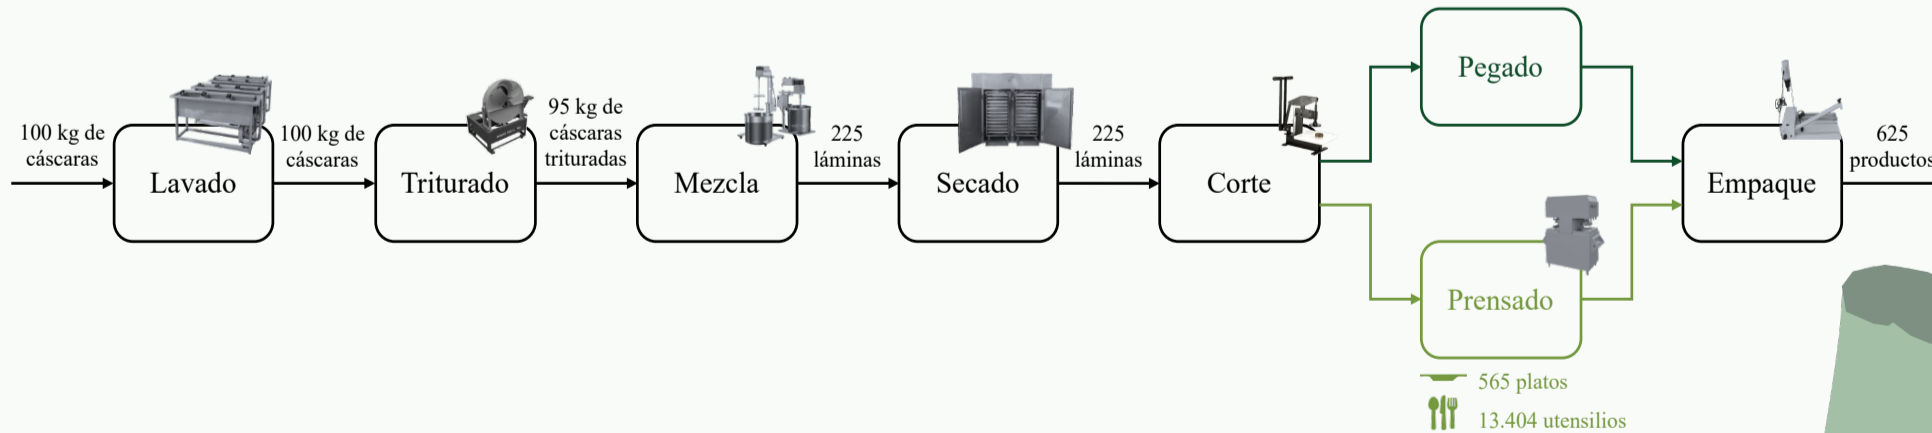 100 kg de
cáscaras
Lavado
100 kg de
cáscaras
Triturado
95 kg de
cáscaras
trituradas
Mezcla
225
láminas
Secado
225
láminas
Corte
Pegado
Prensado
565 platos
13.404 utensilios
Empaque
625
productos